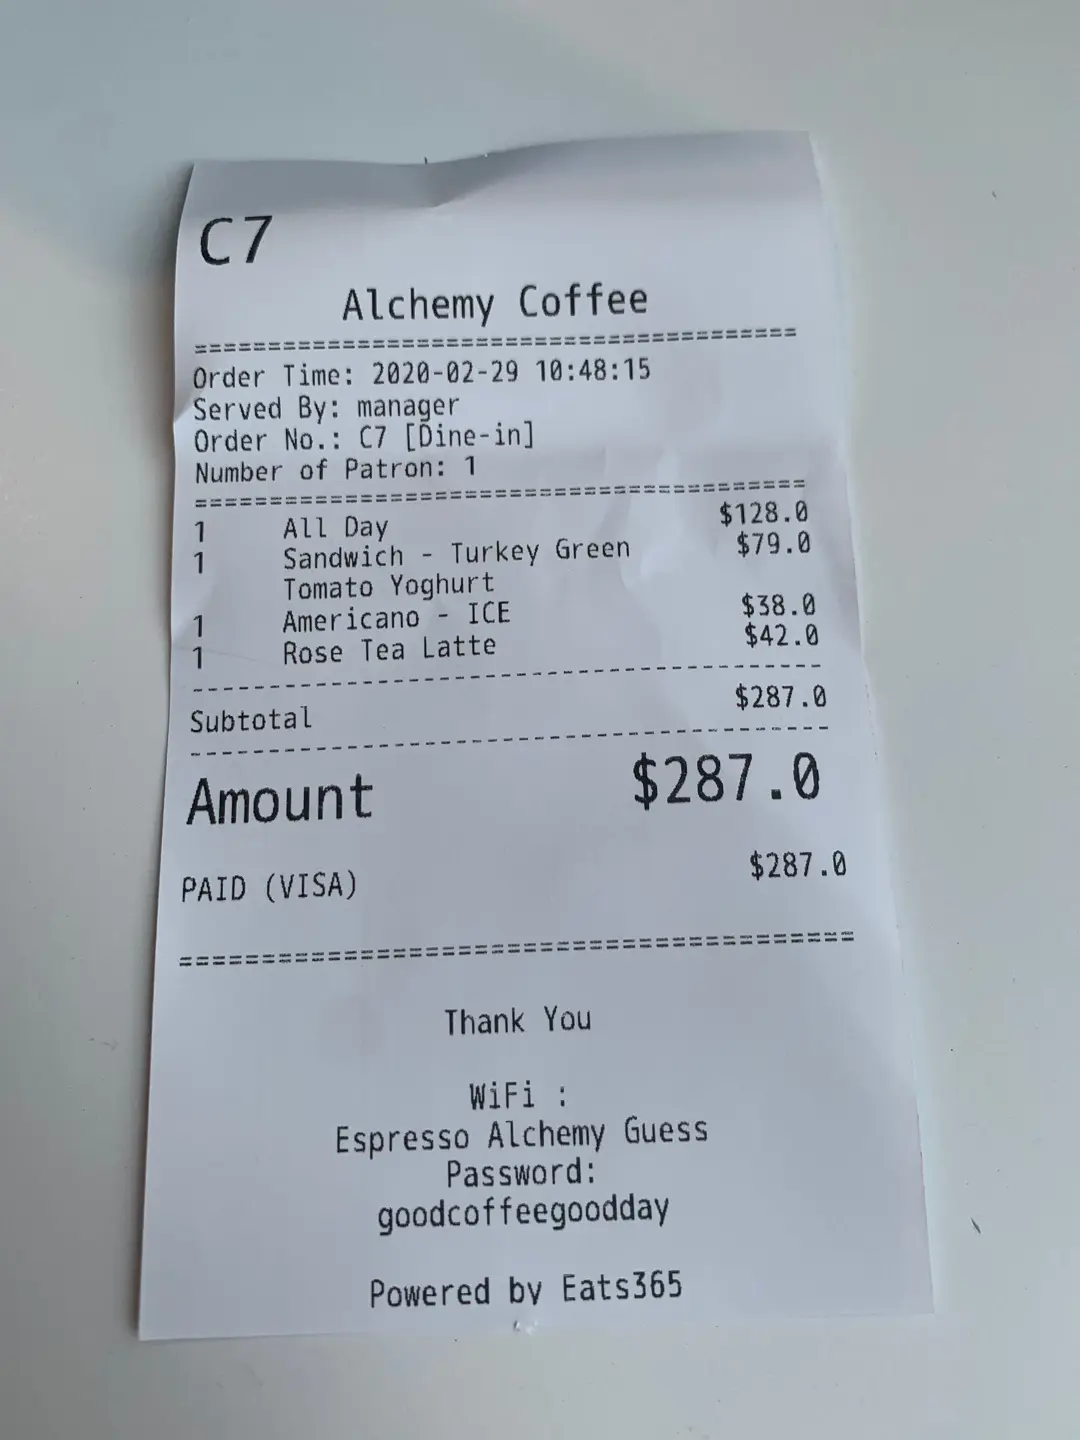 C7
Alchemy Coffee
=========================================
Order Time: 2020-02-29 10:48:15
Served By: manager
Order No.: C7 [Dine-in]
Number of Patron: 1
=========================================
1 All Day $128.0
1 Sandwich - Turkey Green $79.0
Tomato Yoghurt
1 Americano - ICE $38.0
1 Rose Tea Latte $42.0
-----------------------------------------
Subtotal $287.0
-----------------------------------------
Amount $287.0
PAID (VISA) $287.0
=========================================
Thank You
WiFi :
Espresso Alchemy Guess
Password:
goodcoffeegoodday
Powered by Eats365